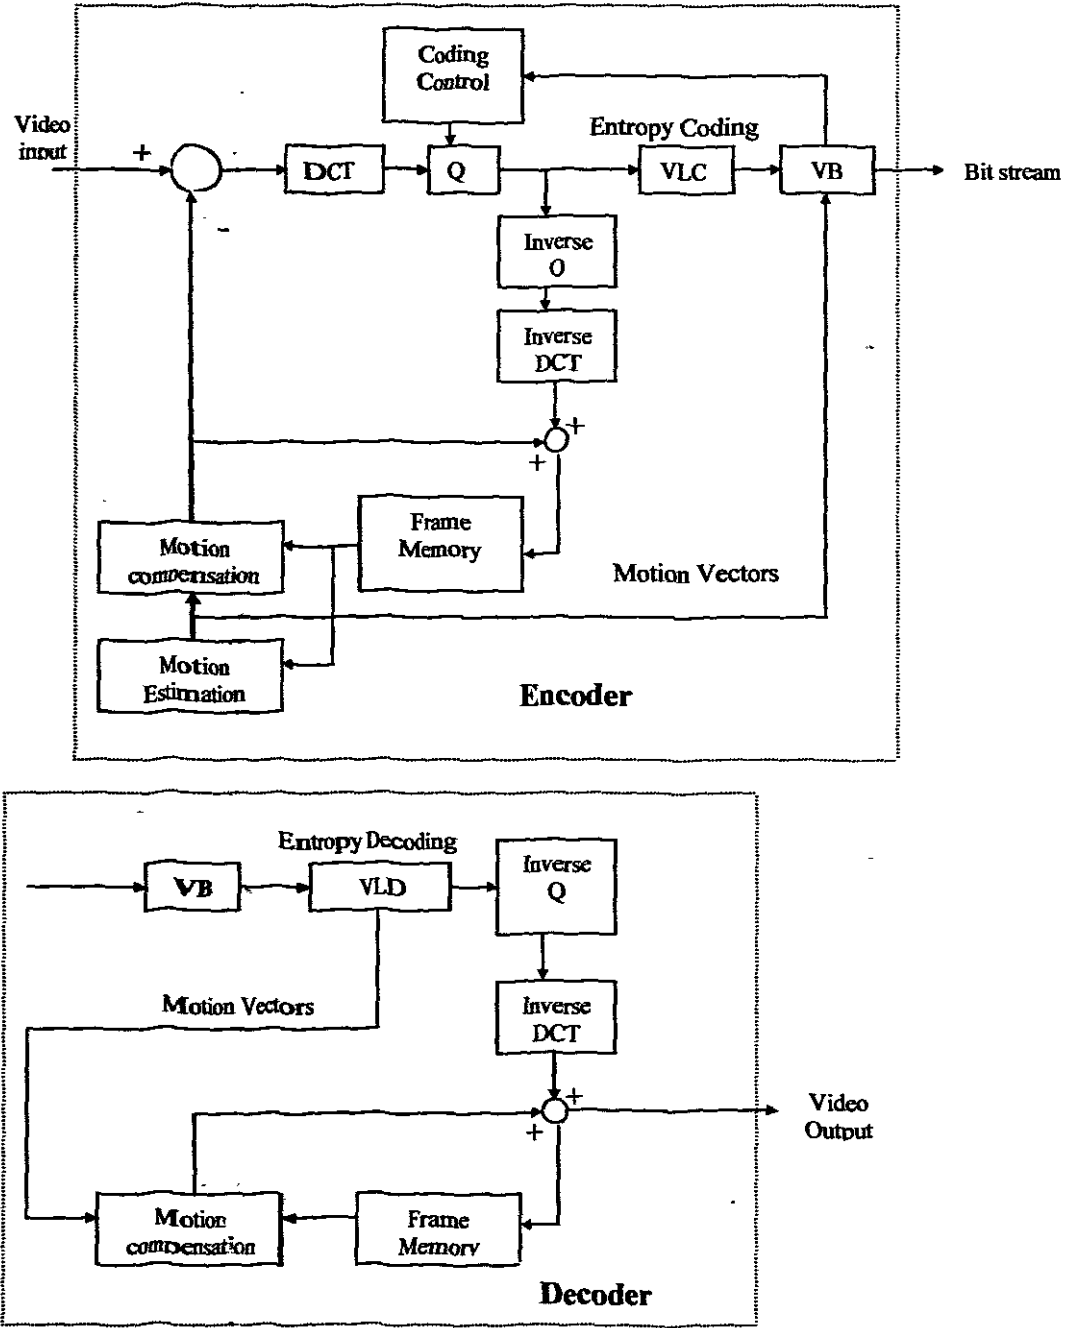 Coding
Control
Video
input
+
Entropy Coding
DCT
Q
VLC
VB
Bit stream
-
Inverse
Q
Inverse
DCT
+
+
Frame
Memory
Motion
compensation
Motion Vectors
Motion
Estimation
Encoder
Entropy Decoding
VB
VLD
Inverse
Q
Motion Vectors
Inverse
DCT
+
+
Video
Output
Motion
compensation
Frame
Memory
Decoder